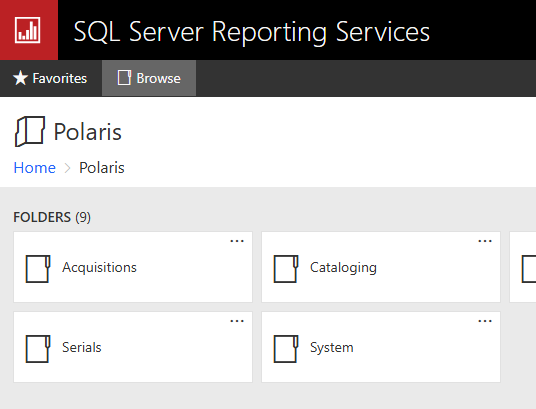 SQL Server Reporting Services
Favorites Browse
Polaris
Home > Polaris
FOLDERS (9)
Acquisitions Cataloging
Serials System